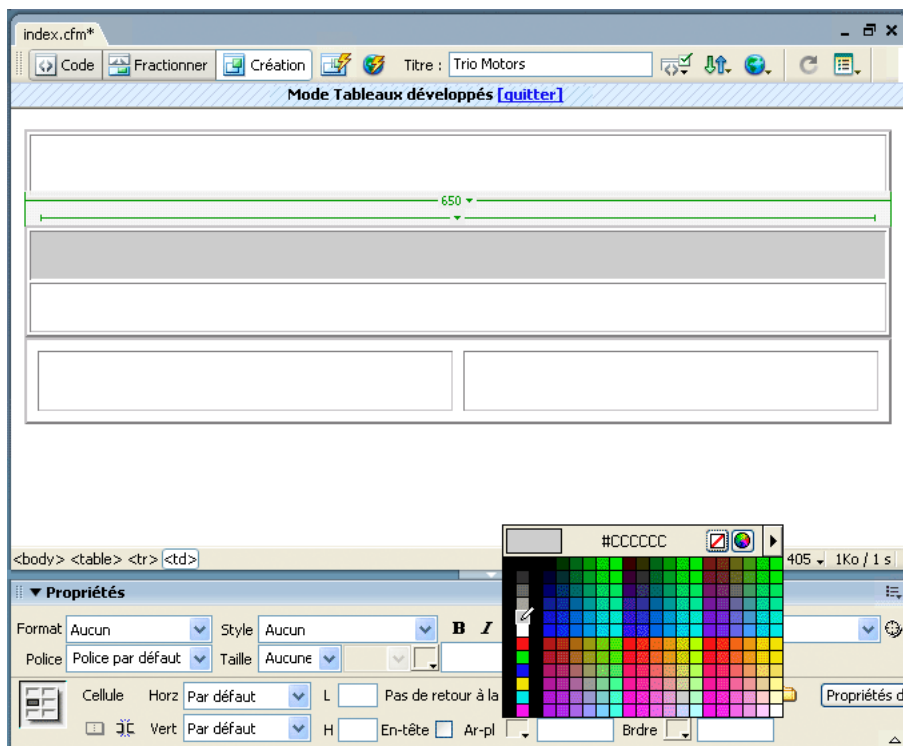 index.cfm*
Code Fractionner Création Titre : Trio Motors
Mode Tableaux développés [quitter]
650
#CCCCCC
<body> <table> <tr> <td> 405 1Ko / 1 s
Propriétés
Format Aucun Style Aucun B I
Police Police par défaut Taille Aucune
Cellule Horz Par défaut L Pas de retour à la Propriétés d
Vert Par défaut H En-tête Ar-pl Brdre